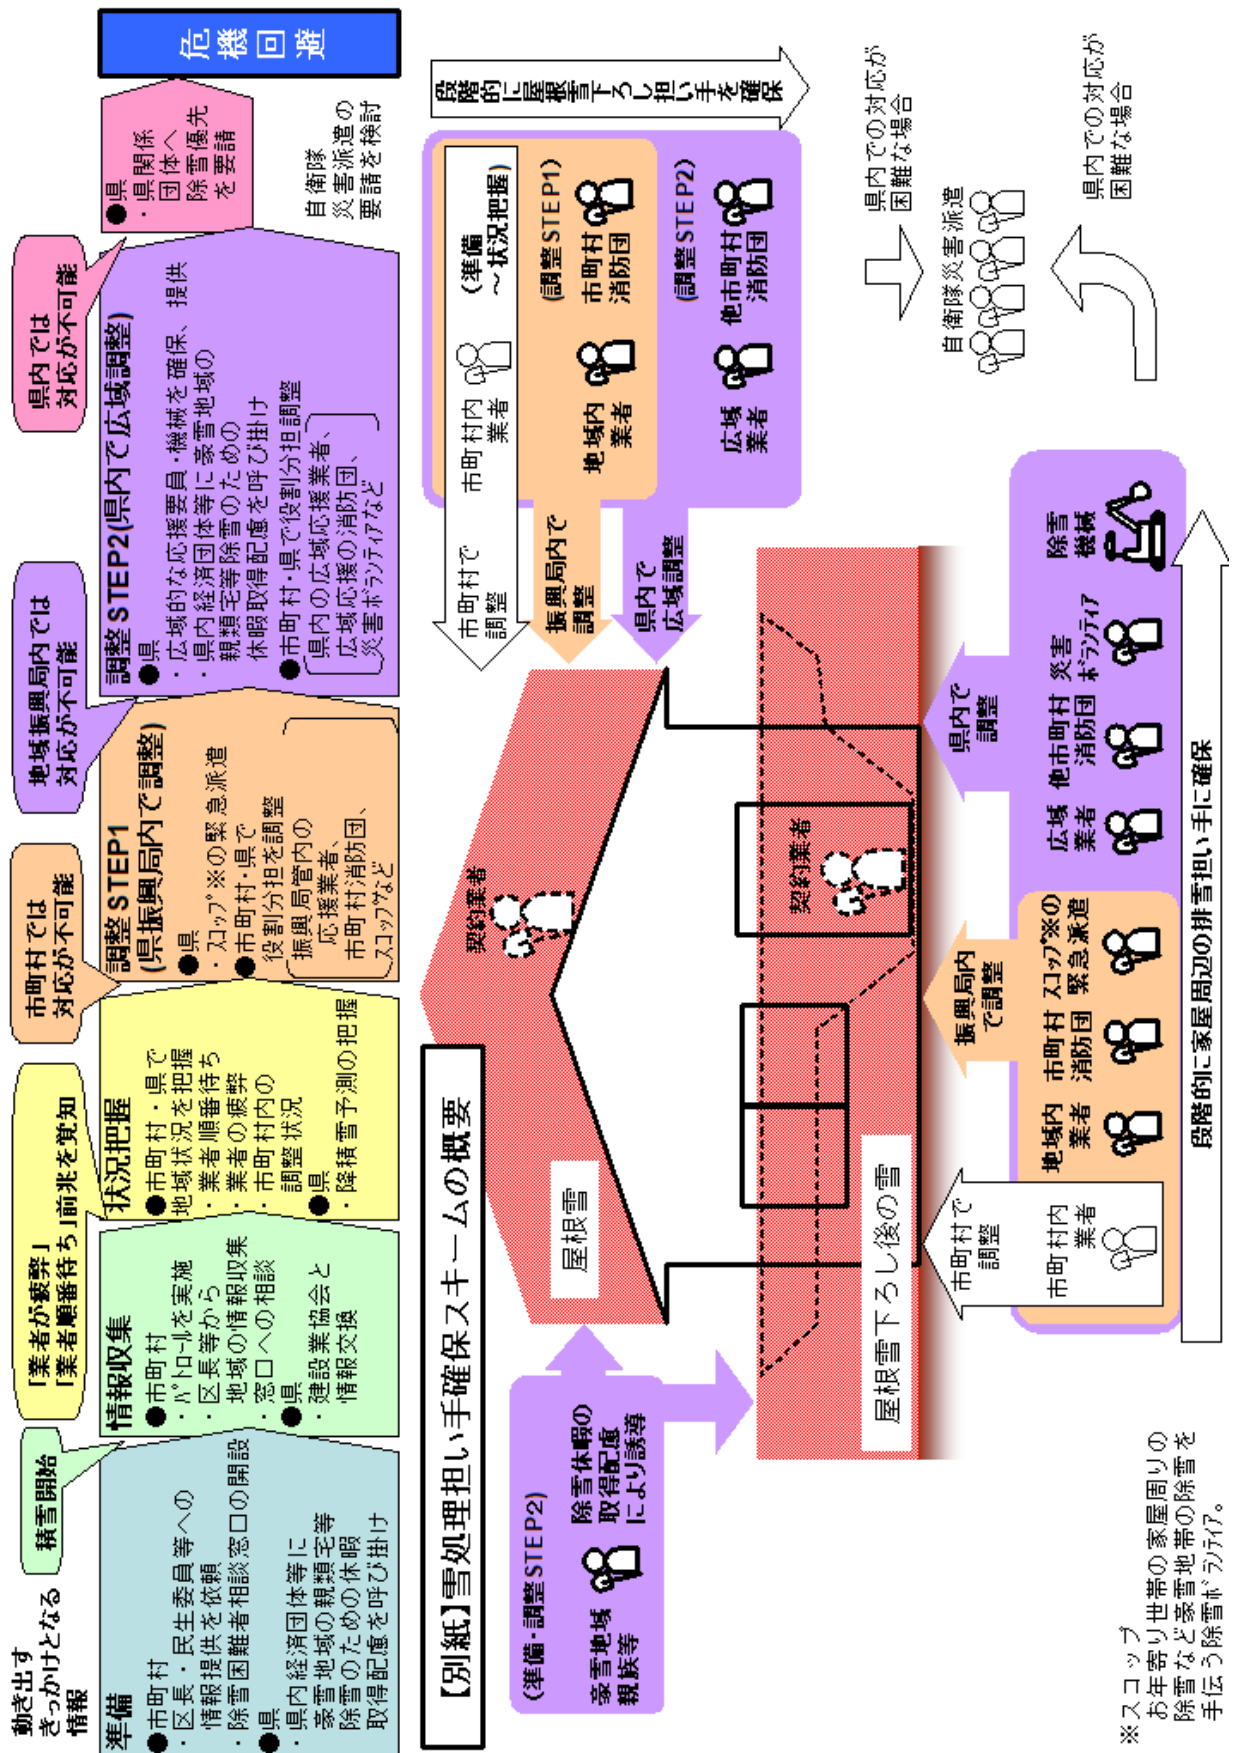 動き出す
きっかけとなる
情報
積雪開始
「業者が疲弊」
「業者順番待ち」前兆を覚知
市町村では
対応が不可能
地域振興局内では
対応が不可能
県内では
対応が不可能
準備
●市町村
・区長・民生委員等への
情報提供を依頼
・除雪困難者相談窓口の開設
●県
・県内経済団体等に
豪雪地域の親類宅等
除雪のための休暇
取得配慮を呼び掛け
情報収集
●市町村
・パトロールを実施
・区長等から
地域の情報収集
・窓口への相談
●県
・建設業協会と
情報交換
状況把握
●市町村・県で
地域状況を把握
・業者順番待ち
・業者の疲弊
・市町村内の
調整状況
●県
・降積雪予測の把握
調整STEP1
(県振興局内で調整)
●県
・スコップ※の緊急派遣
●市町村・県で
役割分担を調整
振興局管内の
応援業者、
市町村消防団、
スコップなど
調整STEP2(県内で広域調整)
●県
・広域的な応援要員・機械を確保、提供
・県内経済団体等に豪雪地域の
親類宅等除雪のための
休暇取得配慮を呼び掛け
●市町村・県で役割分担調整
県内の広域応援業者、
広域応援の消防団、
災害ボランティアなど
●県
・県関係
団体へ
除雪優先
を要請
自衛隊
災害派遣の
要請を検討
危機回避
【別紙】雪処理担い手確保スキームの概要
(準備・調整STEP2)
豪雪地域
親族等
除雪休暇の
取得配慮
により誘導
屋根雪
契約業者
屋根雪下ろし後の雪
契約業者
市町村で
調整
市町村内
業者
(準備
～状況把握)
振興局内で
調整
地域内
業者
市町村
消防団
(調整STEP1)
県内で
広域調整
広域
業者
他市町村
消防団
(調整STEP2)
段階的に屋根雪下ろし担い手を確保
県内での対応が
困難な場合
自衛隊災害派遣
県内での対応が
困難な場合
市町村で
調整
市町村内
業者
振興局内
で調整
地域内
業者
市町村
消防団
スコップ※の
緊急派遣
県内で
調整
広域
業者
他市町村
消防団
災害
ボランティア
除雪
機械
段階的に家屋周辺の排雪担い手に確保
※スコップ
お年寄り世帯の家屋周りの
除雪など豪雪地帯の除雪を
手伝う除雪ボランティア。